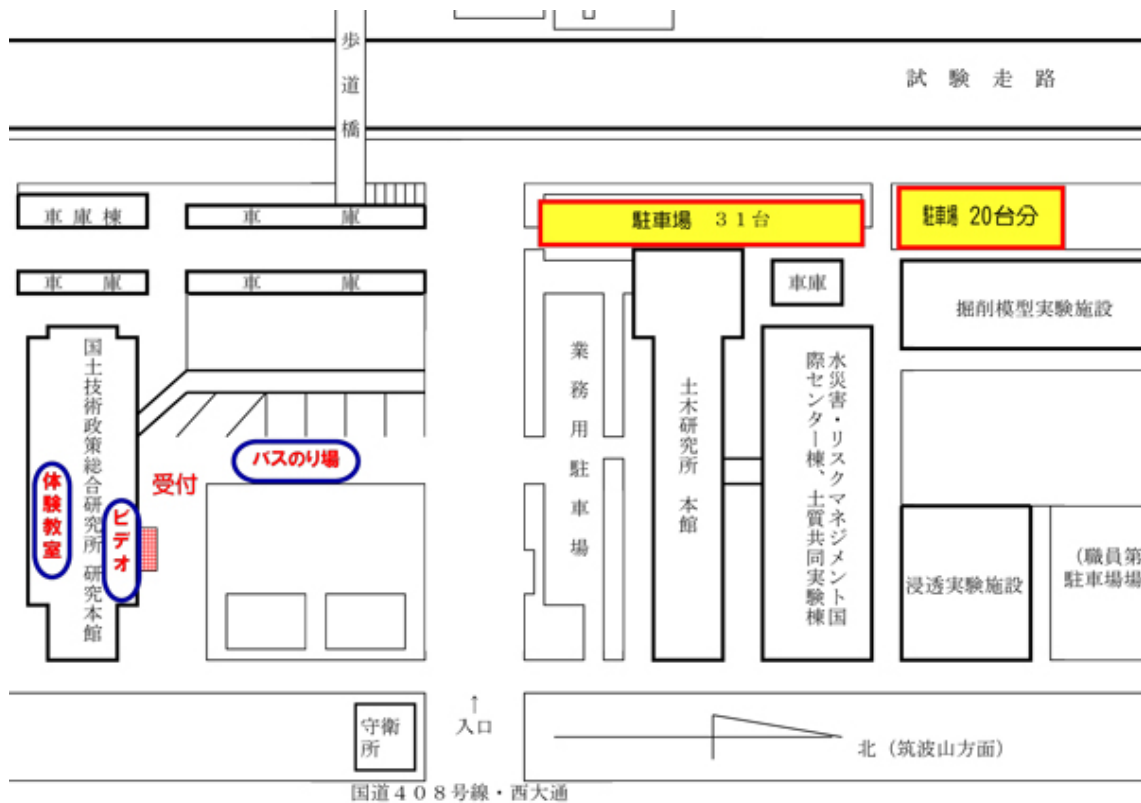 歩道橋
試験走路
車庫棟
車庫
駐車場 31台
駐車場 20台分
車庫
車庫
車庫
掘削模型実験施設
国土技術政策総合研究所 研究本館
体験教室
ビデオ
受付
バスのり場
業務用駐車場
土木研究所 本館
水災害・リスクマネジメント国
際センター棟、土質共同実験棟
浸透実験施設
(職員第
駐車場場
守衛
所
↑
入口
北(筑波山方面)
国道408号線・西大通